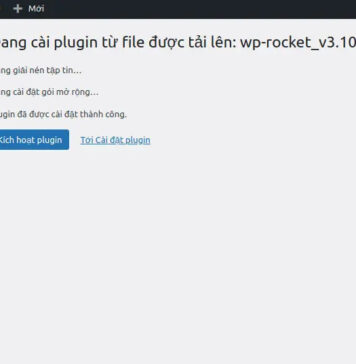 Mới
ang cài plugin từ file được tải lên: wp-rocket_v3.10
ng giải nén tập tin…
ng cài đặt gói mở rộng…
ugin đã được cài đặt thành công.
Kích hoạt plugin Tới Cài đặt plugin